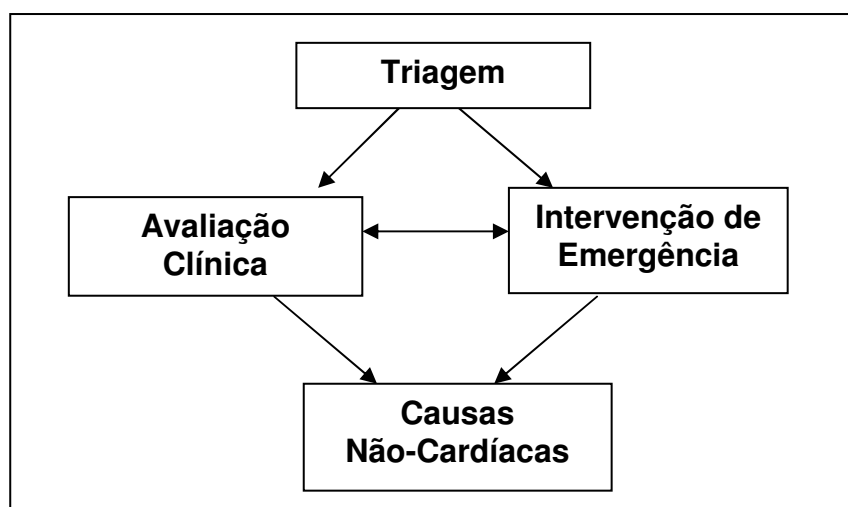 Triagem
Avaliação
Clínica
Intervenção de
Emergência
Causas
Não-Cardíacas